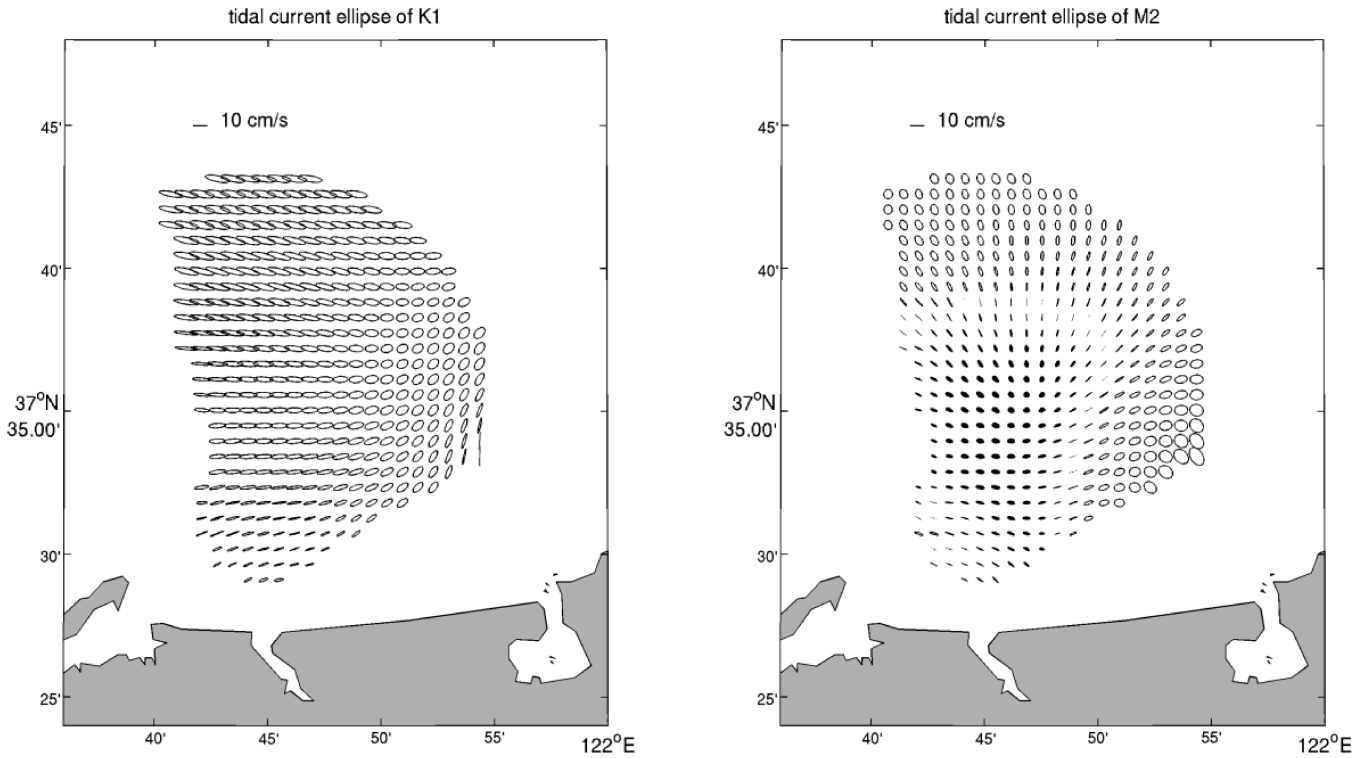 tidal current ellipse of K1
10 cm/s
45'
40'
37°N
35.00'
30'
25'
40'
45'
50'
55'
122°E
tidal current ellipse of M2
10 cm/s
45'
40'
37°N
35.00'
30'
25'
40'
45'
50'
55'
122°E